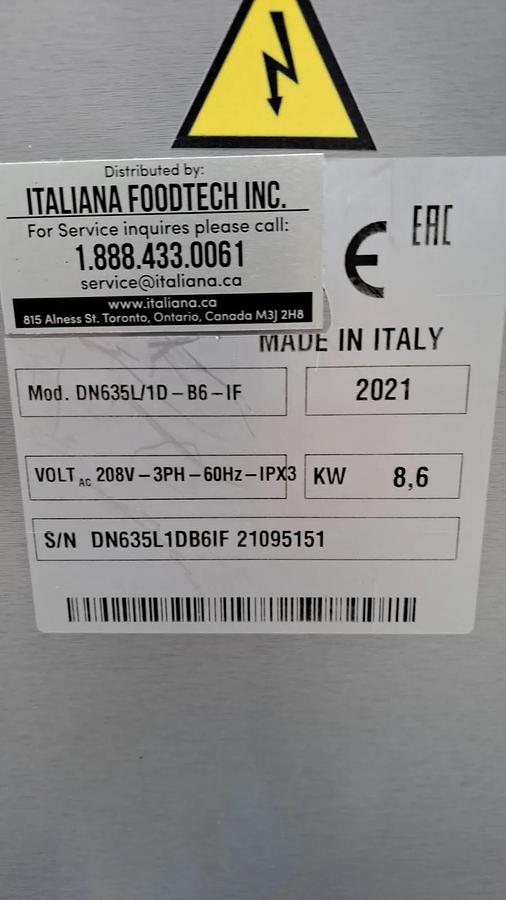 Distributed by:
ITALIANA FOODTECH INC.
For Service inquires please call:
1.888.433.0061
service@italiana.ca
www.italiana.ca
815 Alness St. Toronto, Ontario, Canada M3J 2H8
CE
EAC
MADE IN ITALY
Mod. DN635L/1D-B6-IF
2021
VOLT AC 208V-3PH-60Hz-IPX3
KW 8,6
S/N DN635L1DB6IF 21095151